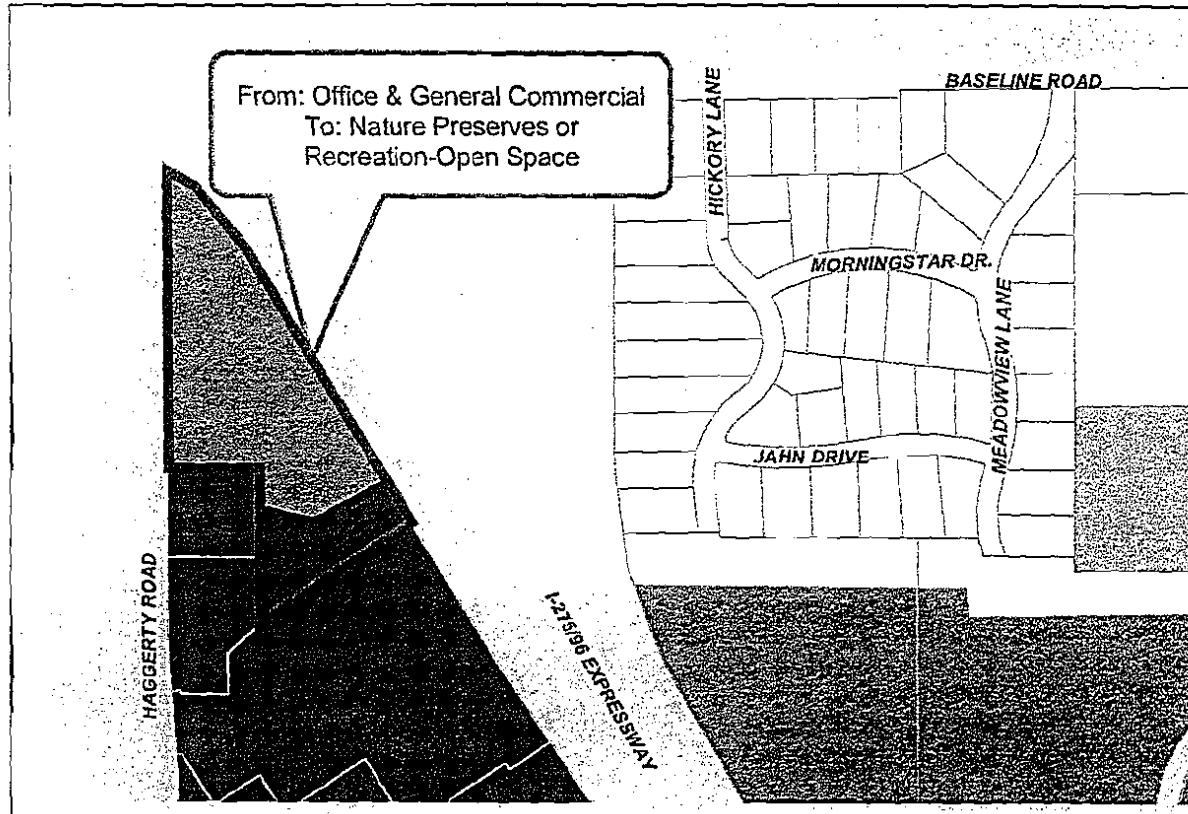 From: Office & General Commercial
To: Nature Preserves or
Recreation-Open Space
BASELINE ROAD
HICKORY LANE
MORNINGSTAR DR.
MEADOWVIEW LANE
JAHN DRIVE
HAGGERTY ROAD
I-275/96 EXPRESSWAY